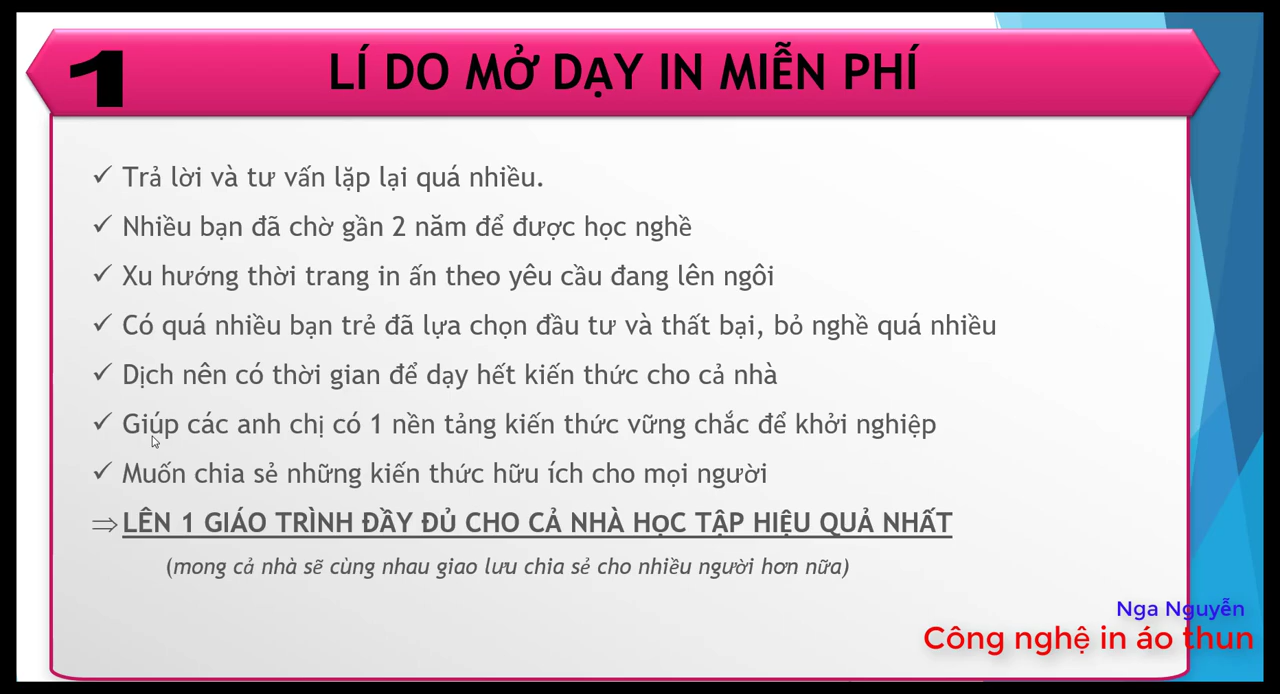 1
LÍ DO MỞ DẠY IN MIỄN PHÍ
✓ Trả lời và tư vấn lặp lại quá nhiều.
✓ Nhiều bạn đã chờ gần 2 năm để được học nghề
✓ Xu hướng thời trang in ấn theo yêu cầu đang lên ngôi
✓ Có quá nhiều bạn trẻ đã lựa chọn đầu tư và thất bại, bỏ nghề quá nhiều
✓ Dịch nên có thời gian để dạy hết kiến thức cho cả nhà
✓ Giúp các anh chị có 1 nền tảng kiến thức vững chắc để khởi nghiệp
✓ Muốn chia sẻ những kiến thức hữu ích cho mọi người
⇒ LÊN 1 GIÁO TRÌNH ĐẦY ĐỦ CHO CẢ NHÀ HỌC TẬP HIỆU QUẢ NHẤT
(mong cả nhà sẽ cùng nhau giao lưu chia sẻ cho nhiều người hơn nữa)
Nga Nguyễn
Công nghệ in áo thun